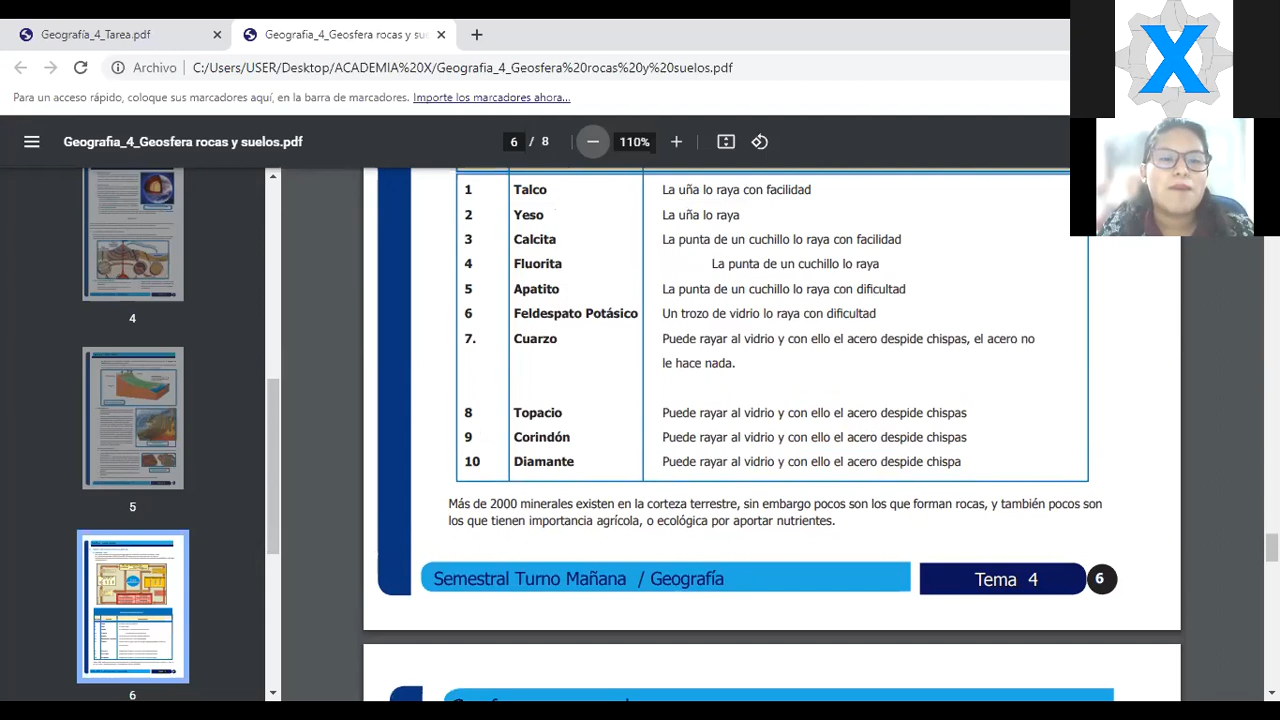 Geografía_4_Tarea.pdf
Geografia_4_Geosfera rocas y su
Archivo C:/Users/USER/Desktop/ACADEMIA%20X/Geografia_4_Geosfera%20rocas%20y%20suelos.pdf
Para un acceso rápido, coloque sus marcadores aquí, en la barra de marcadores. Importe los marcadores ahora...
Geografia_4_Geosfera rocas y suelos.pdf 6 / 8 110%
X
1 Talco La uña lo raya con facilidad
2 Yeso La uña lo raya
3 Calcita La punta de un cuchillo lo raya con facilidad
4 Fluorita La punta de un cuchillo lo raya
5 Apatito La punta de un cuchillo lo raya con dificultad
6 Feldespato Potásico Un trozo de vidrio lo raya con dificultad
7. Cuarzo Puede rayar al vidrio y con ello el acero despide chispas, el acero no
le hace nada.
8 Topacio Puede rayar al vidrio y con ello el acero despide chispas
9 Corindón Puede rayar al vidrio y con ello el acero despide chispas
10 Diamante Puede rayar al vidrio y con ello el acero despide chispa
Más de 2000 minerales existen en la corteza terrestre, sin embargo pocos son los que forman rocas, y también pocos son
los que tienen importancia agrícola, o ecológica por aportar nutrientes.
Semestral Turno Mañana / Geografía Tema 4 6
4
5
6